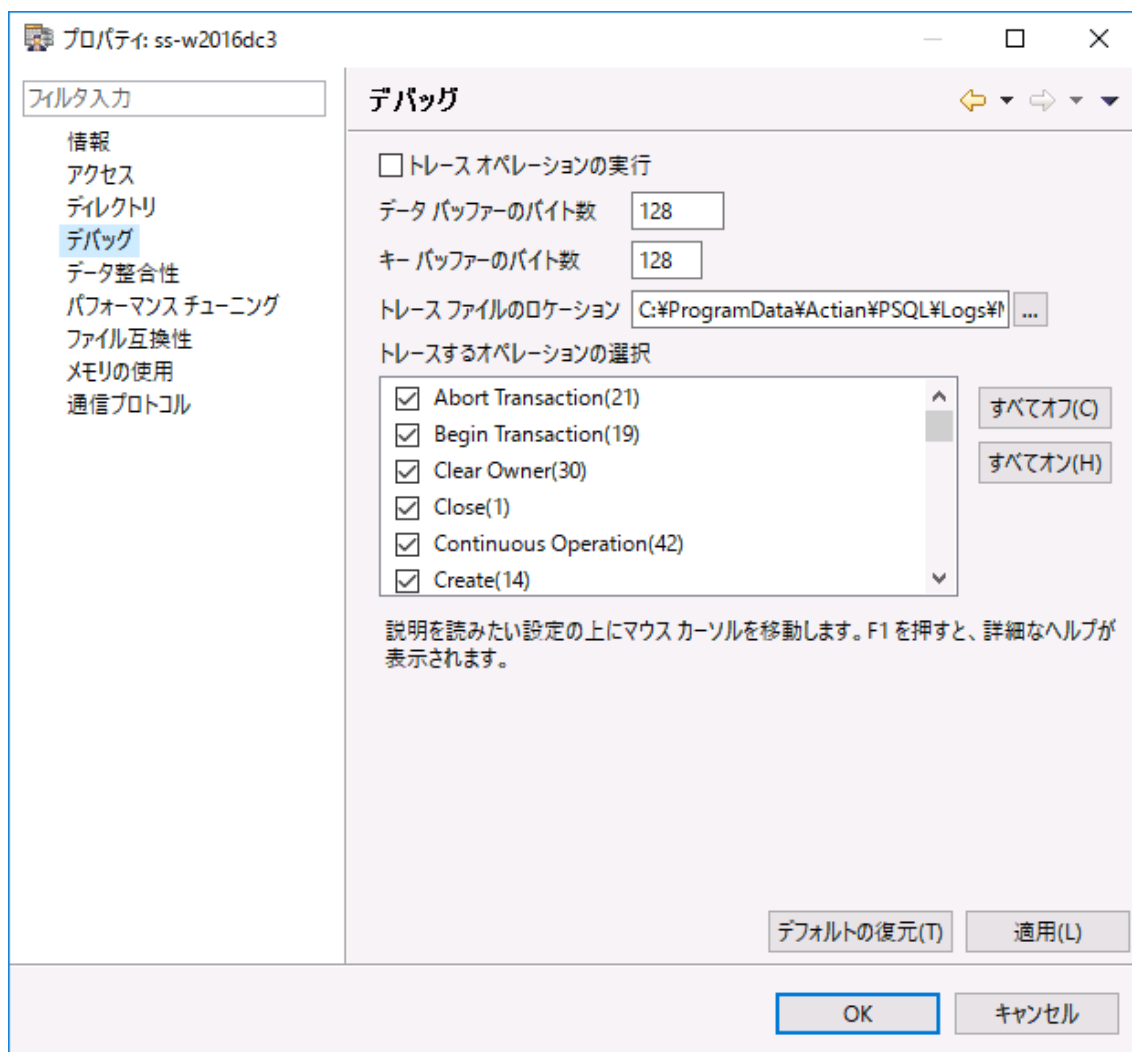 プロパティ: ss-w2016dc3
フィルタ入力
情報
アクセス
ディレクトリ
デバッグ
データ整合性
パフォーマンス チューニング
ファイル互換性
メモリの使用
通信プロトコル
デバッグ
トレース オペレーションの実行
データ バッファーのバイト数 128
キー バッファーのバイト数 128
トレース ファイルのロケーション C:¥ProgramData¥Actian¥PSQL¥Logs¥ ...
トレースするオペレーションの選択
Abort Transaction(21)
Begin Transaction(19)
Clear Owner(30)
Close(1)
Continuous Operation(42)
Create(14)
すべてオフ(C)
すべてオン(H)
説明を読みたい設定の上にマウス カーソルを移動します。F1 を押すと、詳細なヘルプが
表示されます。
デフォルトの復元(T) 適用(L)
OK キャンセル